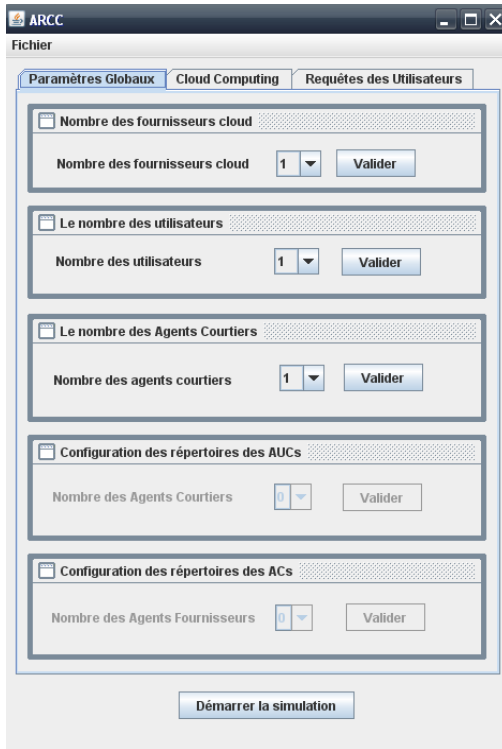 ARCC
Fichier
Paramètres Globaux Cloud Computing Requétes des Utilisateurs
Nombre des fournisseurs cloud
Nombre des fournisseurs cloud 1 Valider
Le nombre des utilisateurs
Nombre des utilisateurs 1 Valider
Le nombre des Agents Courtiers
Nombre des agents courtiers 1 Valider
Configuration des répertoires des AUCs
Nombre des Agents Courtiers 0 Valider
Configuration des répertoires des ACs
Nombre des Agents Fournisseurs 0 Valider
Démarrer la simulation